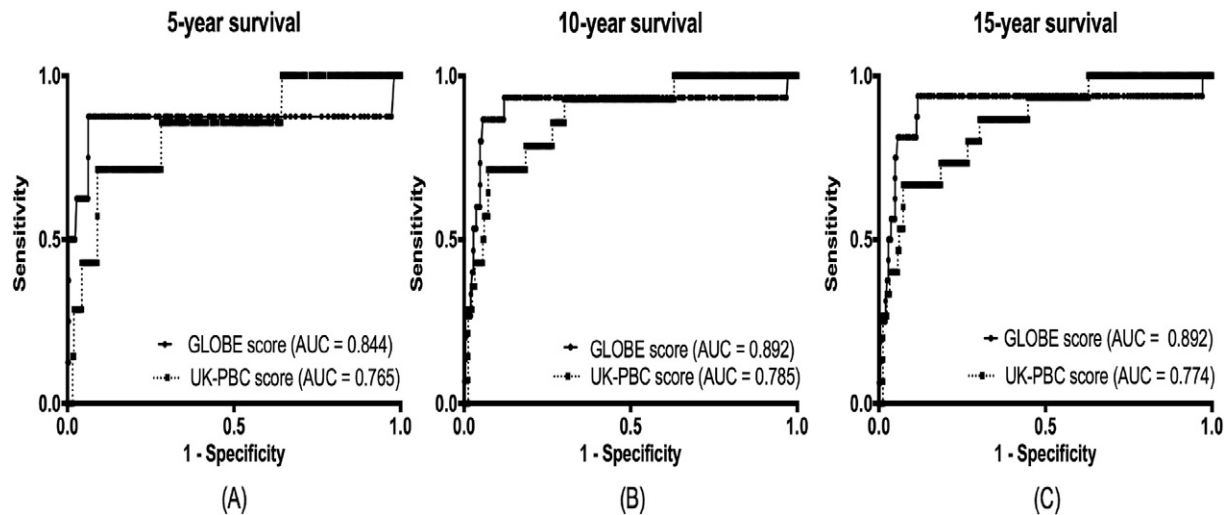 5-year survival
1.0
0.5
0.0
Sensitivity
GLOBE score (AUC = 0.844)
UK-PBC score (AUC = 0.765)
0.0 0.5 1.0
1 - Specificity
(A)
10-year survival
1.0
0.5
0.0
Sensitivity
GLOBE score (AUC = 0.892)
UK-PBC score (AUC = 0.785)
0.0 0.5 1.0
1 - Specificity
(B)
15-year survival
1.0
0.5
0.0
Sensitivity
GLOBE score (AUC = 0.892)
UK-PBC score (AUC = 0.774)
0.0 0.5 1.0
1 - Specificity
(C)